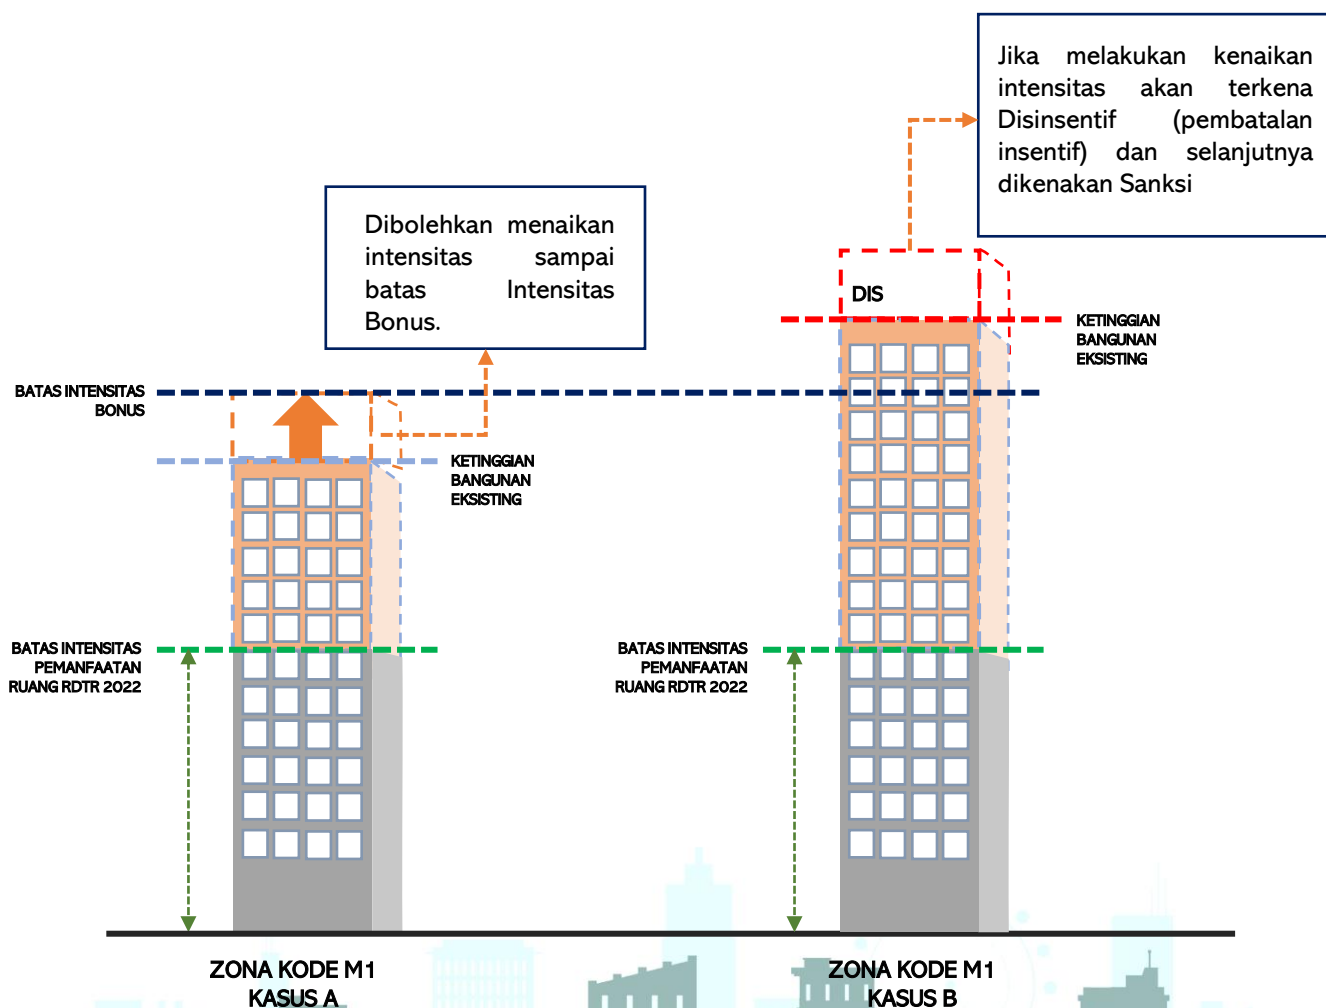 Jika melakukan kenaikan
intensitas akan terkena
Disinsentif (pembatalan
insentif) dan selanjutnya
dikenakan Sanksi
Dibolehkan menaikan
intensitas sampai
batas Intensitas
Bonus.
DIS
KETINGGIAN
BANGUNAN
EKSISTING
BATAS INTENSITAS
BONUS
KETINGGIAN
BANGUNAN
EKSISTING
BATAS INTENSITAS
PEMANFAATAN
RUANG RDTR 2022
BATAS INTENSITAS
PEMANFAATAN
RUANG RDTR 2022
ZONA KODE M1
KASUS A
ZONA KODE M1
KASUS B